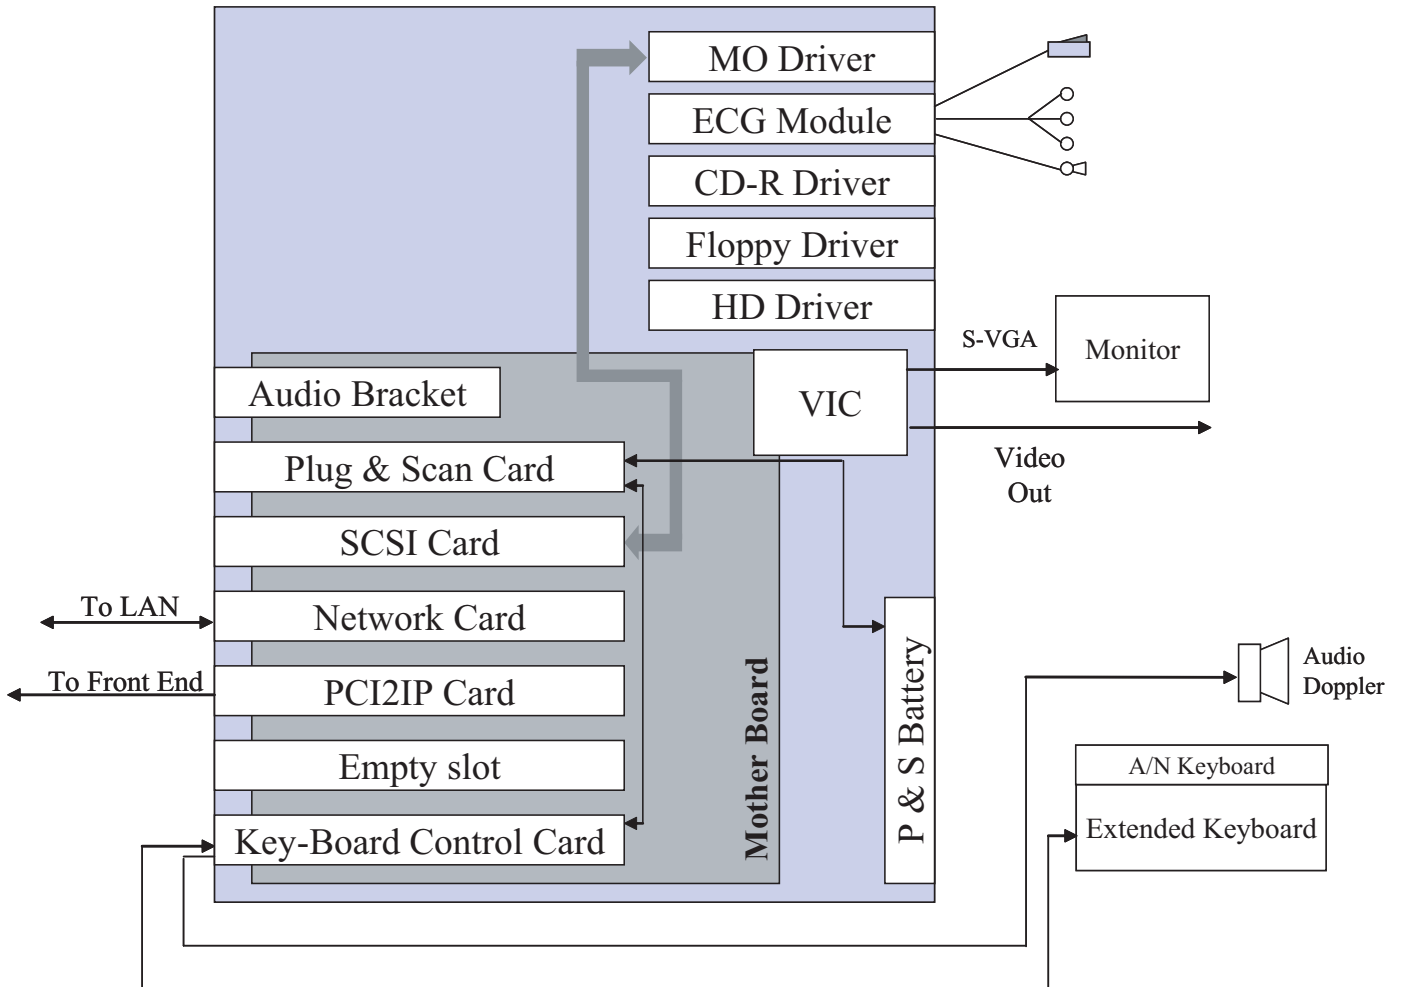 MO Driver
ECG Module
CD-R Driver
Floppy Driver
HD Driver
S-VGA
Monitor
VIC
Audio Bracket
Video
Out
Plug & Scan Card
SCSI Card
To LAN
Network Card
To Front End
PCI2IP Card
Empty slot
Key-Board Control Card
Mother Board
P & S Battery
Audio
Doppler
A/N Keyboard
Extended Keyboard